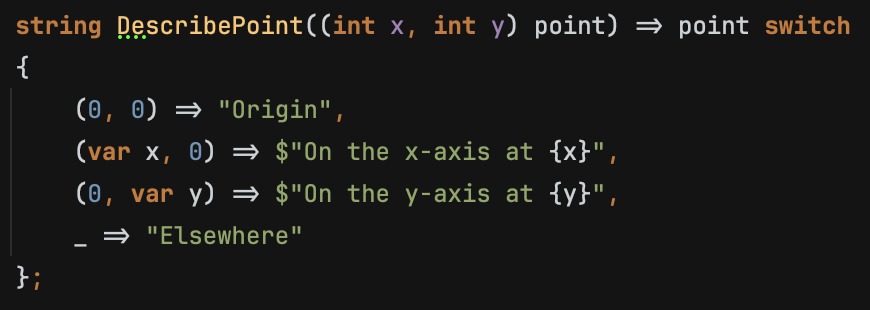 string DescribePoint((int x, int y) point) => point switch
{
    (0, 0) => "Origin",
    (var x, 0) => $"On the x-axis at {x}",
    (0, var y) => $"On the y-axis at {y}",
    _ => "Elsewhere"
};